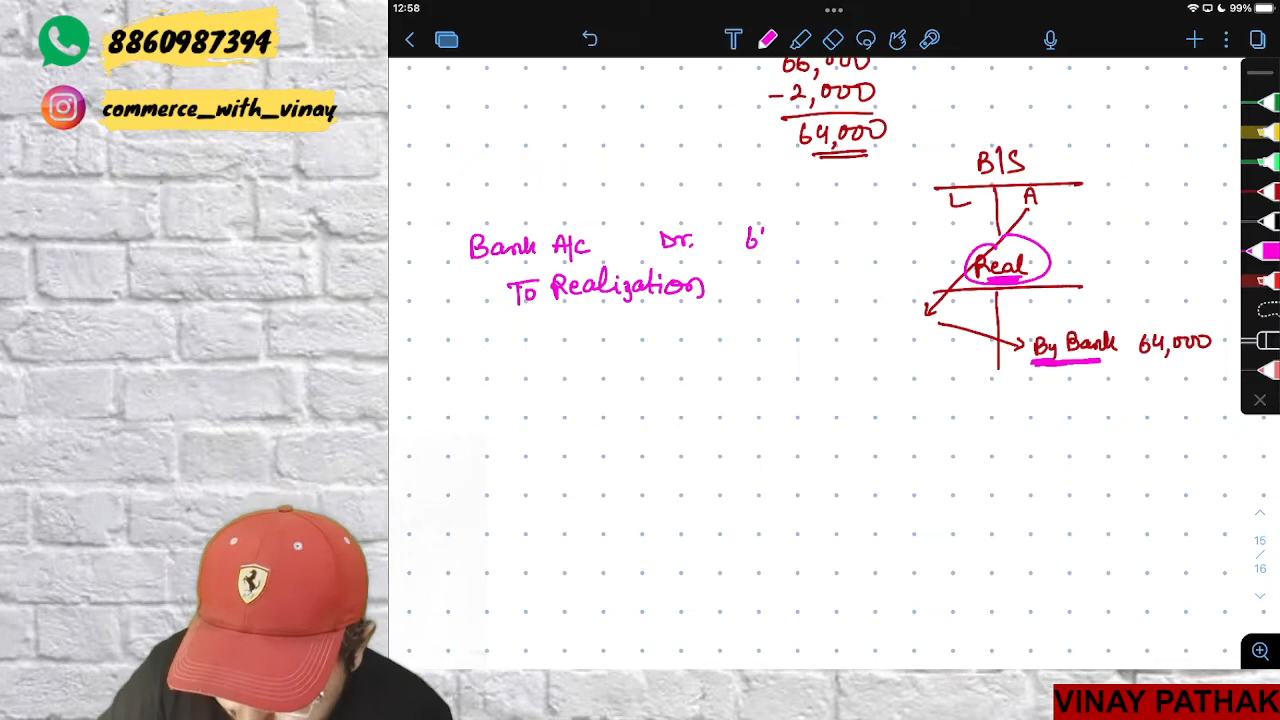 8860987394
commerce_with_vinay
12:58
99%
66,000
-2,000
64,000
B/S
L A
Bank A/c Dr. 6
To Realization
Real
By Bank 64,000
15
/
16
VINAY PATHAK